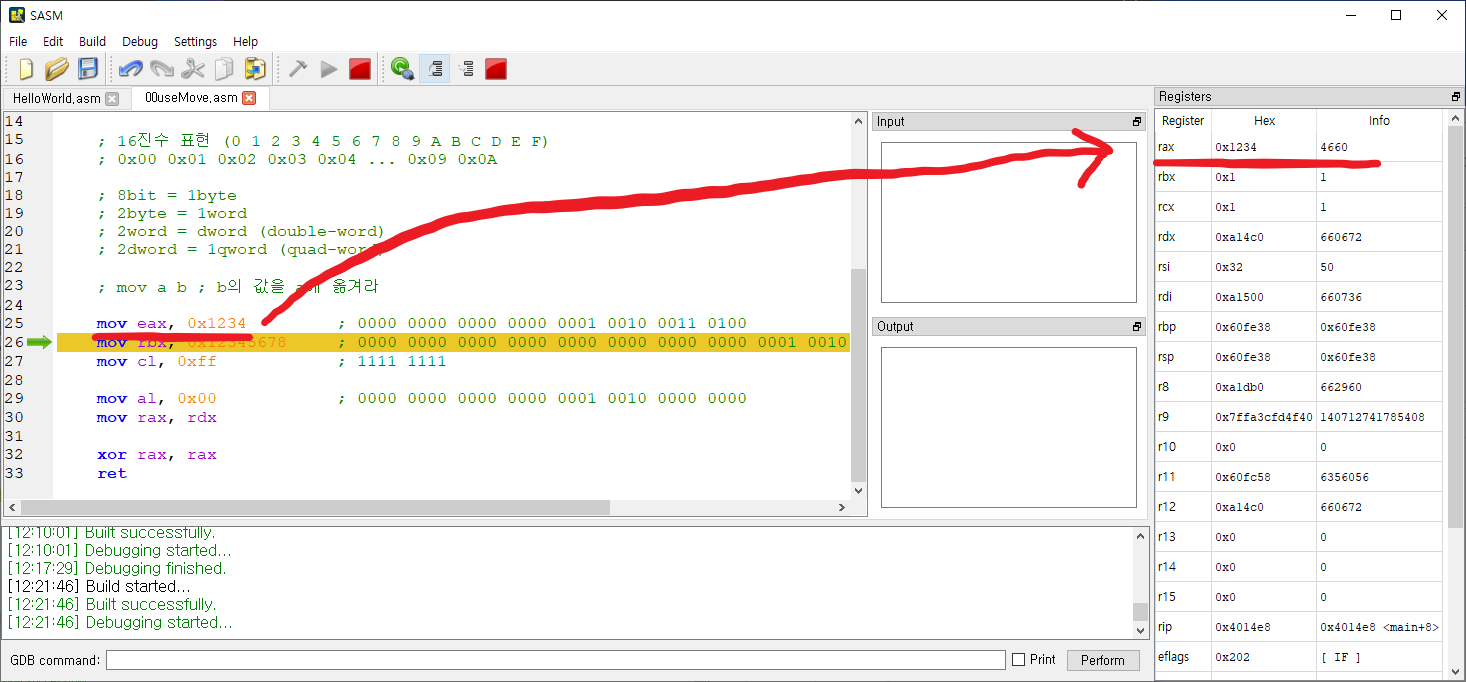 SASM
File Edit Build Debug Settings Help
HelloWorld.asm
00useMove.asm
14
15 ; 16진수 표현 (0 1 2 3 4 5 6 7 8 9 A B C D E F)
16 ; 0x00 0x01 0x02 0x03 0x04 ... 0x09 0x0A
17
18 ; 8bit = 1byte
19 ; 2byte = 1word
20 ; 2word = dword (double-word)
21 ; 2dword = 1qword (quad-word)
22
23 ; mov a b ; b의 값을 a에 옮겨라
24
25 mov eax, 0x1234 ; 0000 0000 0000 0000 0001 0010 0011 0100
26 mov rbx, 0x12345678 ; 0000 0000 0000 0000 0000 0000 0000 0000 0001 0010
27 mov cl, 0xff ; 1111 1111
28
29 mov al, 0x00 ; 0000 0000 0000 0000 0001 0010 0000 0000
30 mov rax, rdx
31
32 xor rax, rax
33 ret
Input
Output
Registers
Register Hex Info
rax 0x1234 4660
rbx 0x1 1
rcx 0x1 1
rdx 0xa14c0 660672
rsi 0x32 50
rdi 0xa1500 660736
rbp 0x60fe38 0x60fe38
rsp 0x60fe38 0x60fe38
r8 0xa1db0 662960
r9 0x7ffa3cfd4f40 140712741785408
r10 0x0 0
r11 0x60fc58 6356056
r12 0xa14c0 660672
r13 0x0 0
r14 0x0 0
r15 0x0 0
rip 0x4014e8 0x4014e8 <main+8>
eflags 0x202 [ IF ]
[12:10:01] Built successfully.
[12:10:01] Debugging started...
[12:17:29] Debugging finished.
[12:21:46] Build started...
[12:21:46] Built successfully.
[12:21:46] Debugging started...
GDB command:
Print
Perform